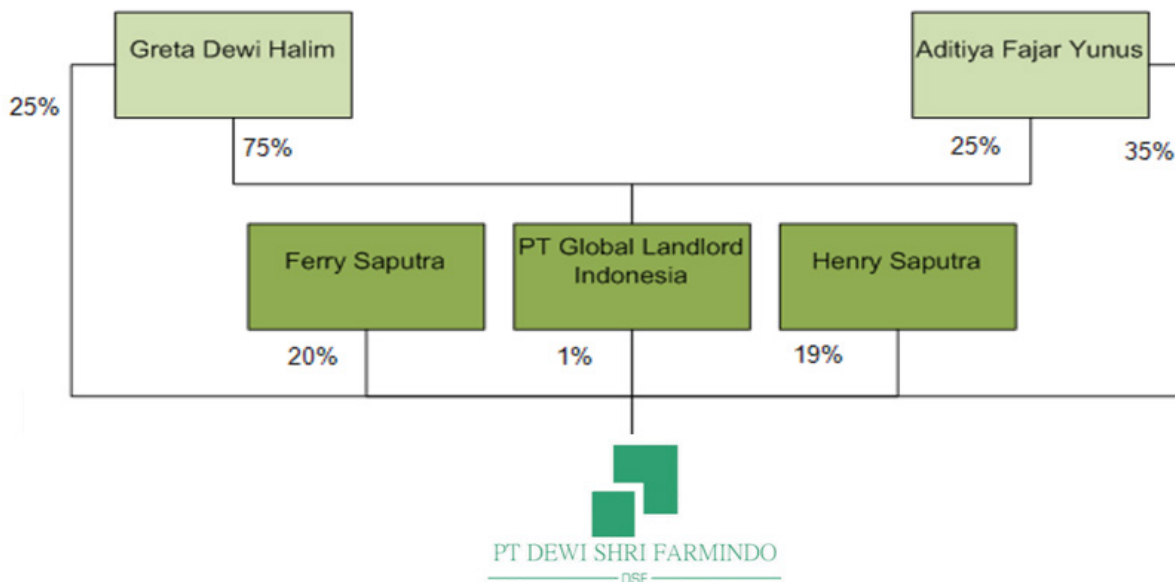 Greta Dewi Halim
Aditiya Fajar Yunus
25%
75%
25%
35%
Ferry Saputra
PT Global Landlord
Indonesia
Henry Saputra
20%
1%
19%
PT DEWI SHRI FARMINDO
DSF